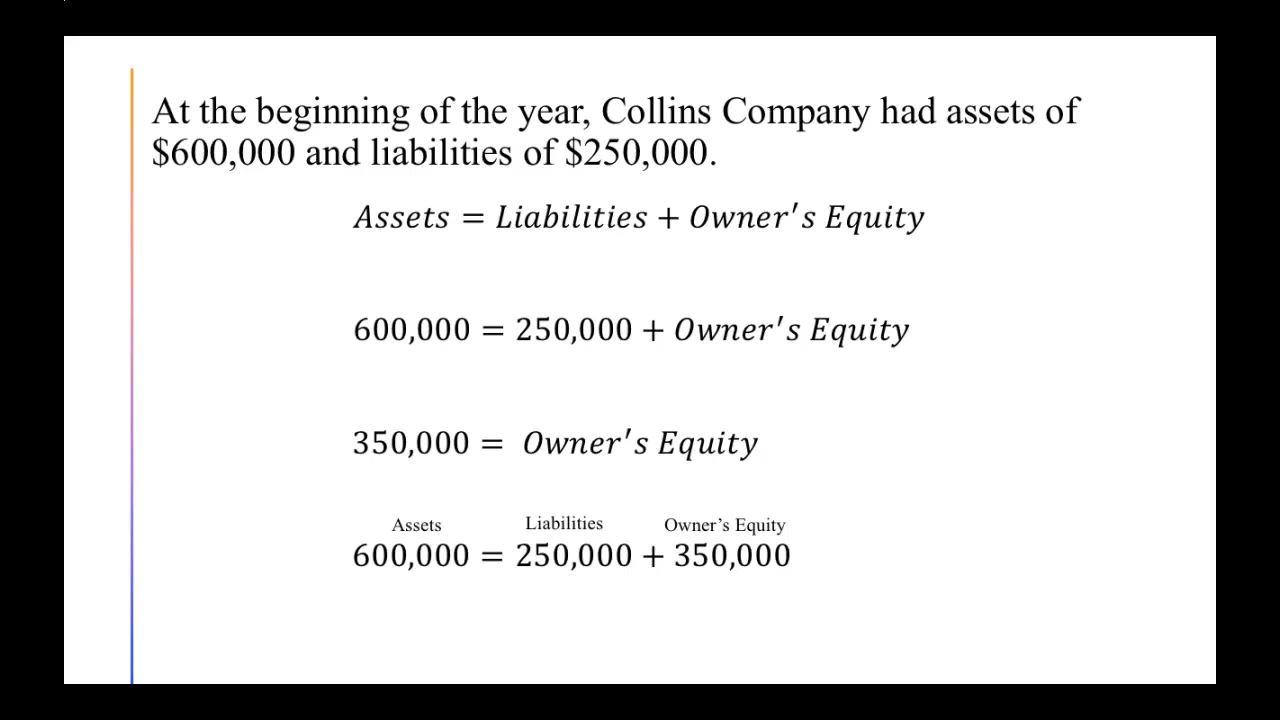 At the beginning of the year, Collins Company had assets of
$600,000 and liabilities of $250,000.
Assets = Liabilities + Owner′s Equity
600,000 = 250,000 + Owner′s Equity
350,000 = Owner′s Equity
Assets Liabilities Owner’s Equity
600,000 = 250,000 + 350,000